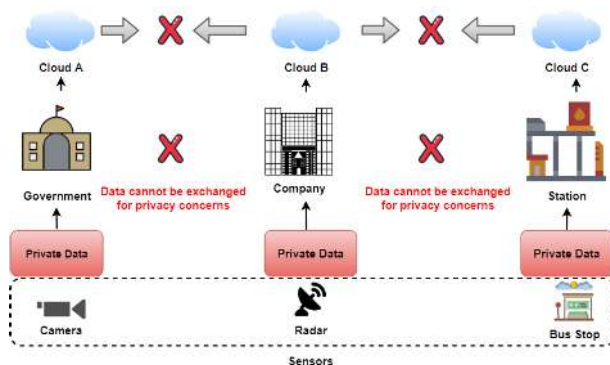 Cloud A
Cloud B
Cloud C
Government
Company
Station
Data cannot be exchanged
for privacy concerns
Data cannot be exchanged
for privacy concerns
Private Data
Private Data
Private Data
Camera
Radar
Bus Stop
Sensors